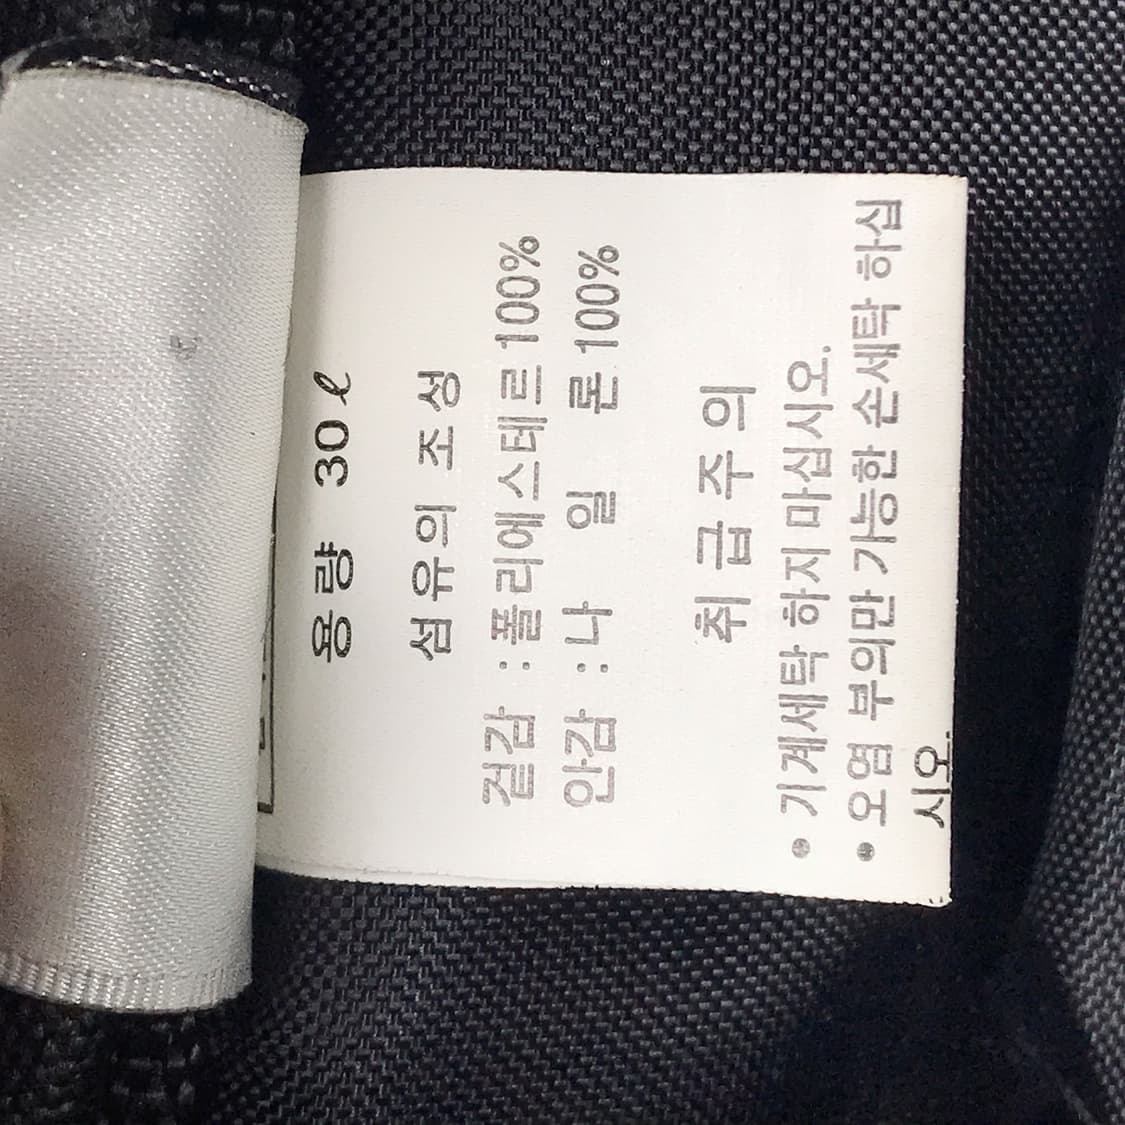 용량 30ℓ
섬유의 조성
겉감 : 폴리에스테르 100%
안감 : 나 일 론 100%
취급주의
• 기계세탁 하지 마십시오.
• 오염 부의만 가능한 손세탁 하십
시오.